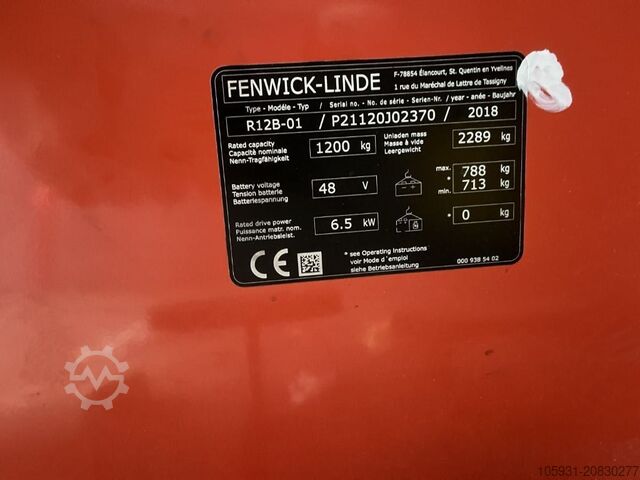 FENWICK-LINDE
F-78854 Élancourt, St. Quentin en Yvelines
1 rue du Maréchal de Lattre de Tassigny
Type - Modéle - Typ / Serial no. - No. de série - Serien-Nr. / year - année - Baujahr
R12B-01 / P21120J02370 / 2018
Rated capacity
Capacité nominale
Nenn-Tragfähigkeit
1200 kg
Unladen mass
Masse à vide
Leergewicht
2289 kg
Battery voltage
Tension batterie
Batteriespannung
48 V
max. * 788 kg
min. * 713 kg
Rated drive power
Puissance matr. nom.
Nenn-Antriebsleist.
6.5 kW
* 0 kg
CE
* see Operating Instructions
voir Mode d'emploi
siehe Betriebsanleitung
000 938 54 02
105931-20830277